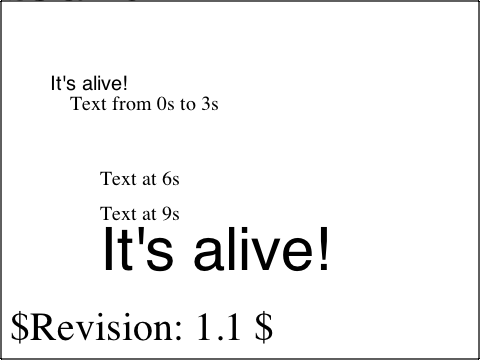 It's alive!
Text from 0s to 3s
Text at 6s
Text at 9s
It's alive!
$Revision: 1.1 $